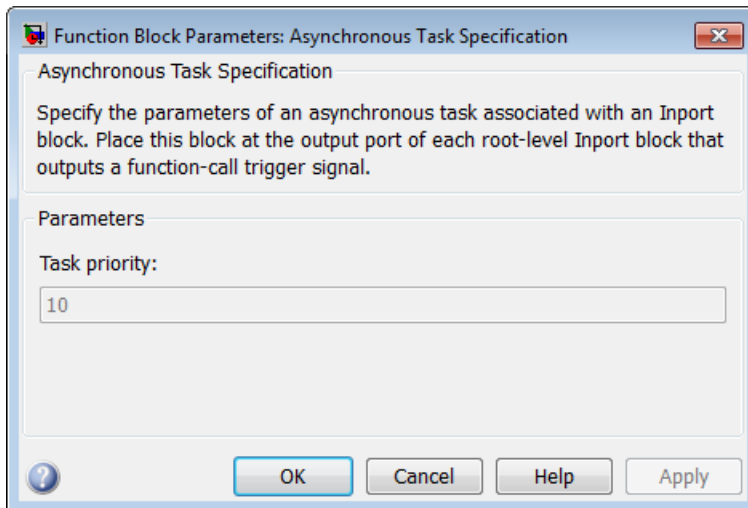 Function Block Parameters: Asynchronous Task Specification
Asynchronous Task Specification
Specify the parameters of an asynchronous task associated with an Inport
block. Place this block at the output port of each root-level Inport block that
outputs a function-call trigger signal.
Parameters
Task priority:
10
OK Cancel Help Apply